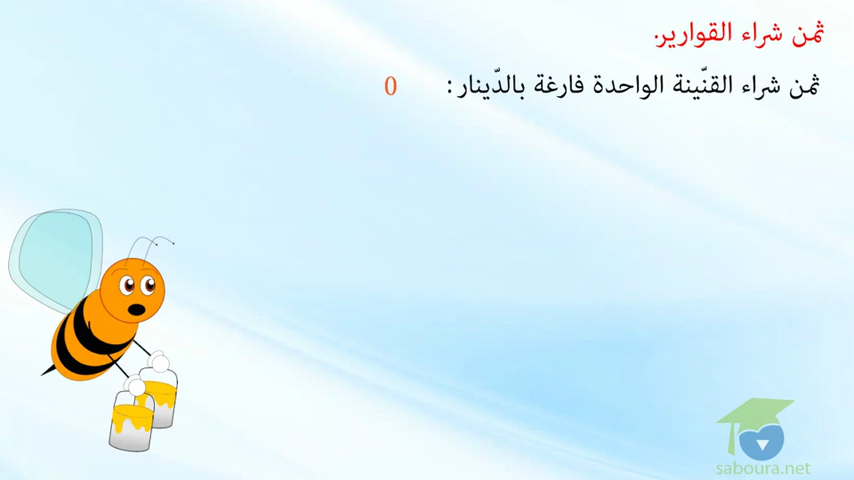 ثمن شراء القوارير.
ثمن شراء القنّينة الواحدة فارغة بالدّينار : 0
saboura.net